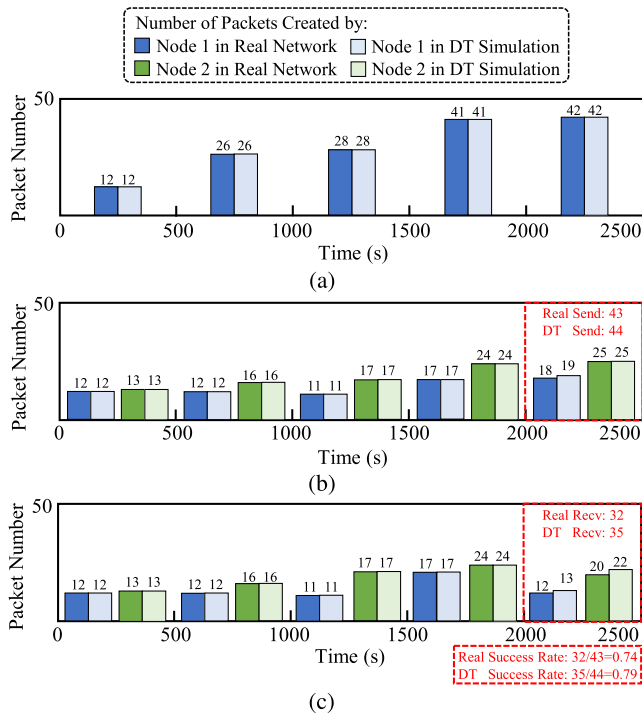 Number of Packets Created by:
Node 1 in Real Network Node 1 in DT Simulation
Node 2 in Real Network Node 2 in DT Simulation
50
Packet Number
12 12 26 26 28 28 41 41 42 42
0 500 1000 1500 2000 2500
Time (s)
(a)
50
Packet Number
Real Send: 43
DT Send: 44
12 12 13 13 12 12 16 16 11 11 17 17 17 17 24 24 18 19 25 25
0 500 1000 1500 2000 2500
Time (s)
(b)
50
Packet Number
Real Recv: 32
DT Recv: 35
12 12 13 13 12 12 16 16 11 11 17 17 17 17 24 24 12 13 20 22
0 500 1000 1500 2000 2500
Time (s)
Real Success Rate: 32/43=0.74
DT Success Rate: 35/44=0.79
(c)